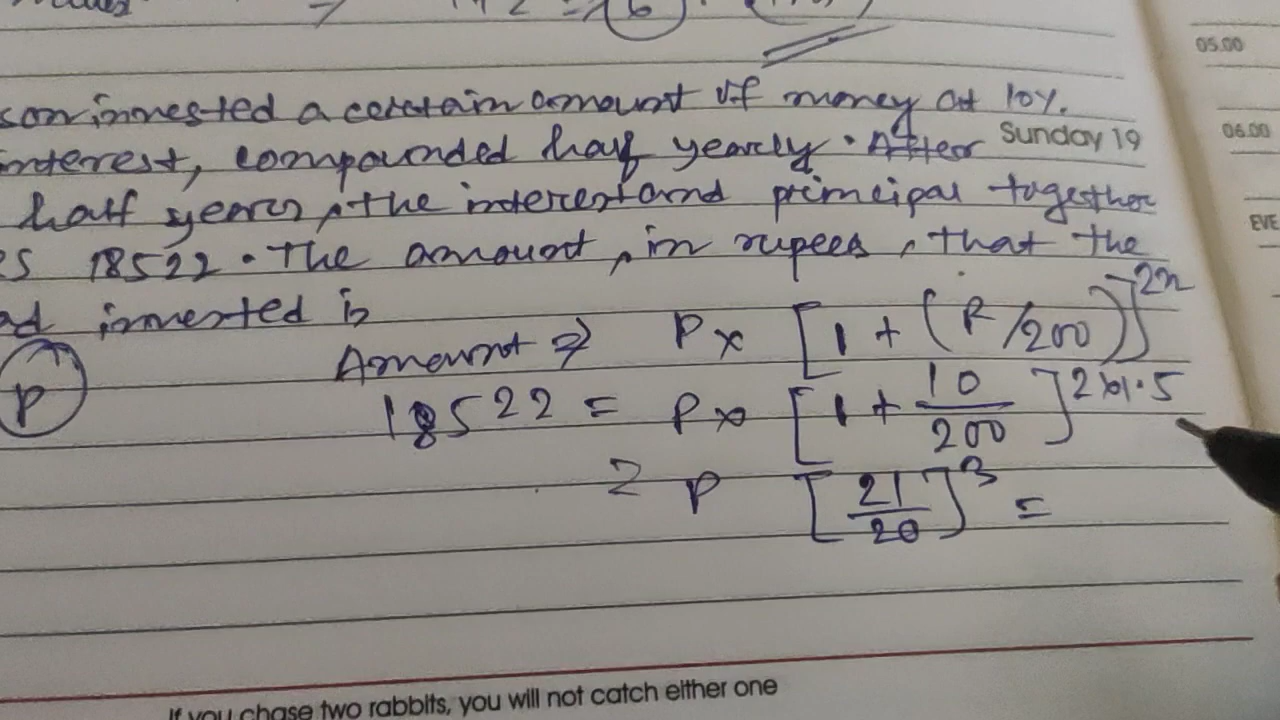 05.00
son invested a certain amount of money at 10%.
Sunday 19
06.00
interest, compounded half yearly. After
half years, the interest and principal together
EVE
es 18522. The amount, in rupees, that the
ed invested is
Amount ⇒ P× [1 + (R/200)]^2n
P
18522 = P× [1 + 10/200]^2×1.5
= P [21/20]^3 =
If you chase two rabbits, you will not catch either one